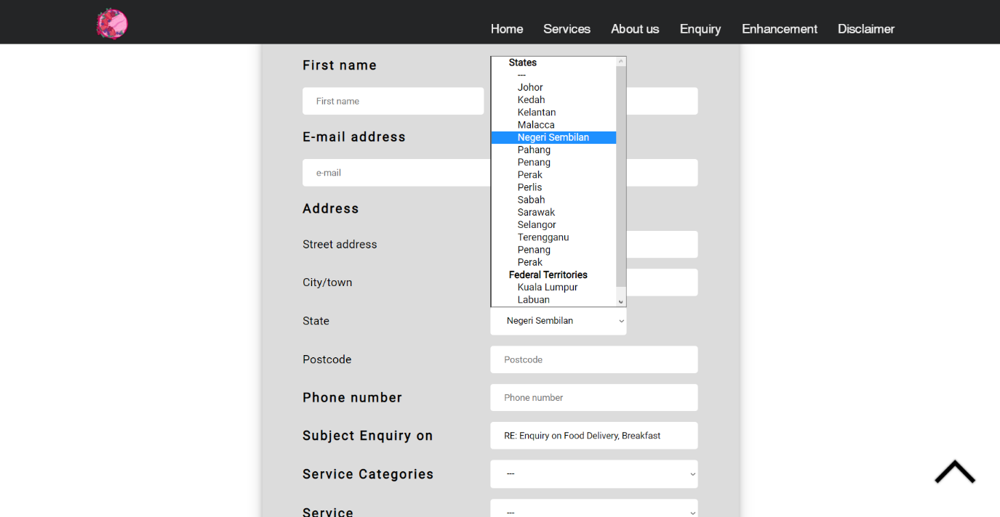 Home Services About us Enquiry Enhancement Disclaimer
First name
First name
States
---
Johor
Kedah
Kelantan
Malacca
Negeri Sembilan
Pahang
Penang
Perak
Perlis
Sabah
Sarawak
Selangor
Terengganu
Penang
Perak
Federal Territories
Kuala Lumpur
Labuan
E-mail address
e-mail
Address
Street address
City/town
State
Negeri Sembilan
Postcode
Postcode
Phone number
Phone number
Subject Enquiry on
RE: Enquiry on Food Delivery, Breakfast
Service Categories
---
Service
---